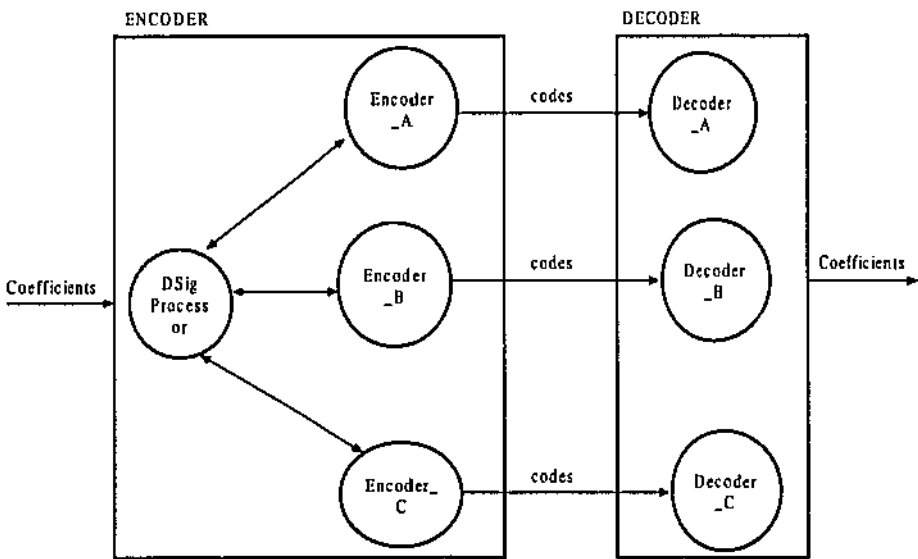 ENCODER
DECODER
Encoder
_A
codes
Decoder
_A
Coefficients
DSig
Process
or
Encoder
_B
codes
Decoder
_B
Coefficients
Encoder_
C
codes
Decoder
_C